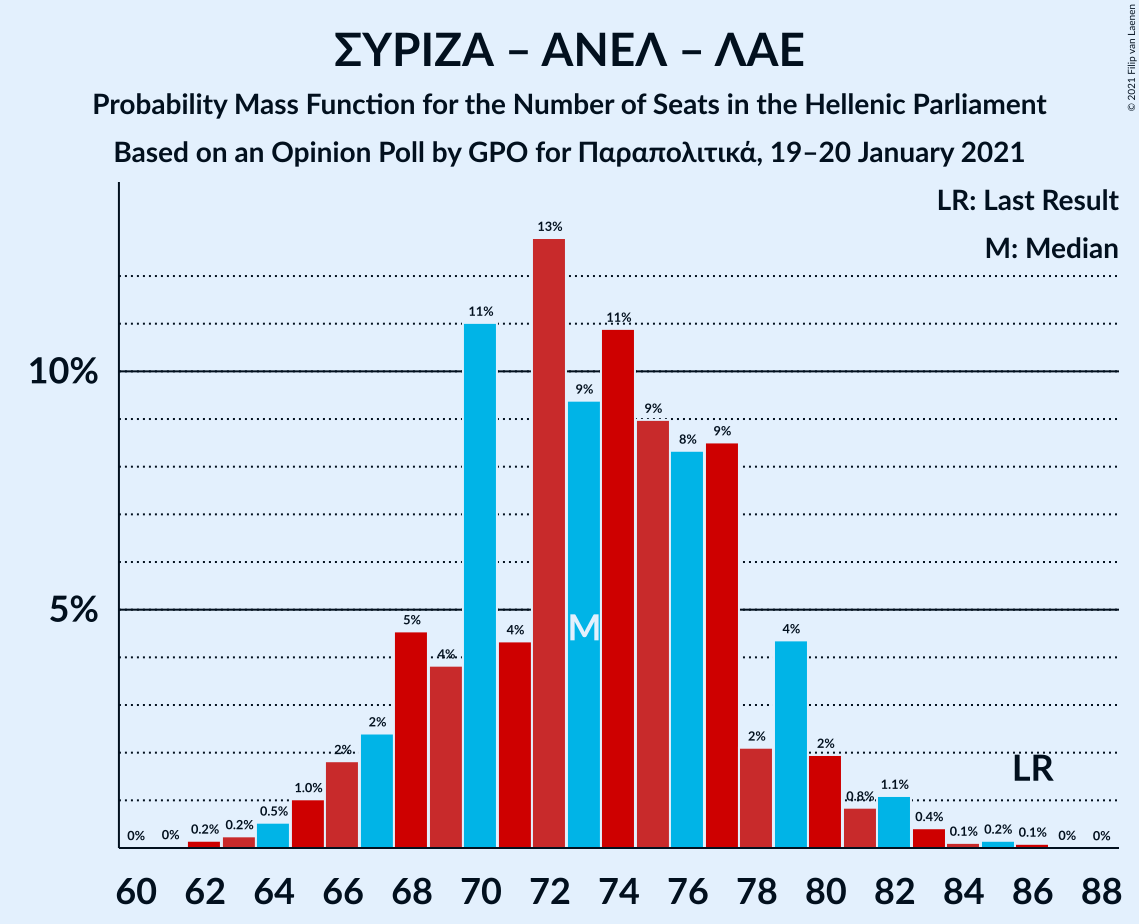 © 2021 Filip van Laenen
ΣΥΡΙΖΑ – ΑΝΕΛ – ΛΑΕ
Probability Mass Function for the Number of Seats in the Hellenic Parliament
Based on an Opinion Poll by GPO for Παραπολιτικά, 19–20 January 2021
LR: Last Result
M: Median
10%
5%
0% 0% 0.2% 0.2% 0.5% 1.0% 2% 2% 5% 4% 11% 4% 13% 9% 11% 9% 8% 9% 2% 4% 2% 0.8% 1.1% 0.4% 0.1% 0.2% 0.1% 0% 0%
M
LR
60 62 64 66 68 70 72 74 76 78 80 82 84 86 88